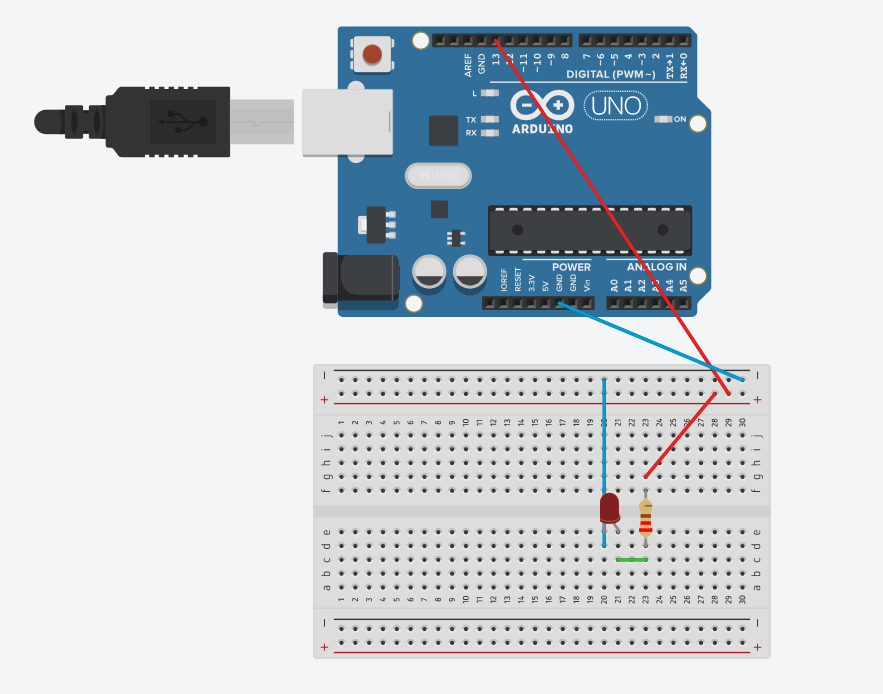 AREF
GND
13
12
~11
~10
~9
8
7
~6
~5
4
~3
2
TX→1
RX←0
DIGITAL (PWM~)
L
TX
RX
ARDUINO
UNO
ON
IOREF
RESET
3.3V
5V
GND
GND
Vin
POWER
ANALOG IN
A0
A1
A2
A3
A4
A5
− −
+ +
1 2 3 4 5 6 7 8 9 10 11 12 13 14 15 16 17 18 19 20 21 22 23 24 25 26 27 28 29 30
j j
i i
h h
g g
f f
e e
d d
c c
b b
a a
1 2 3 4 5 6 7 8 9 10 11 12 13 14 15 16 17 18 19 20 21 22 23 24 25 26 27 28 29 30
− −
+ +